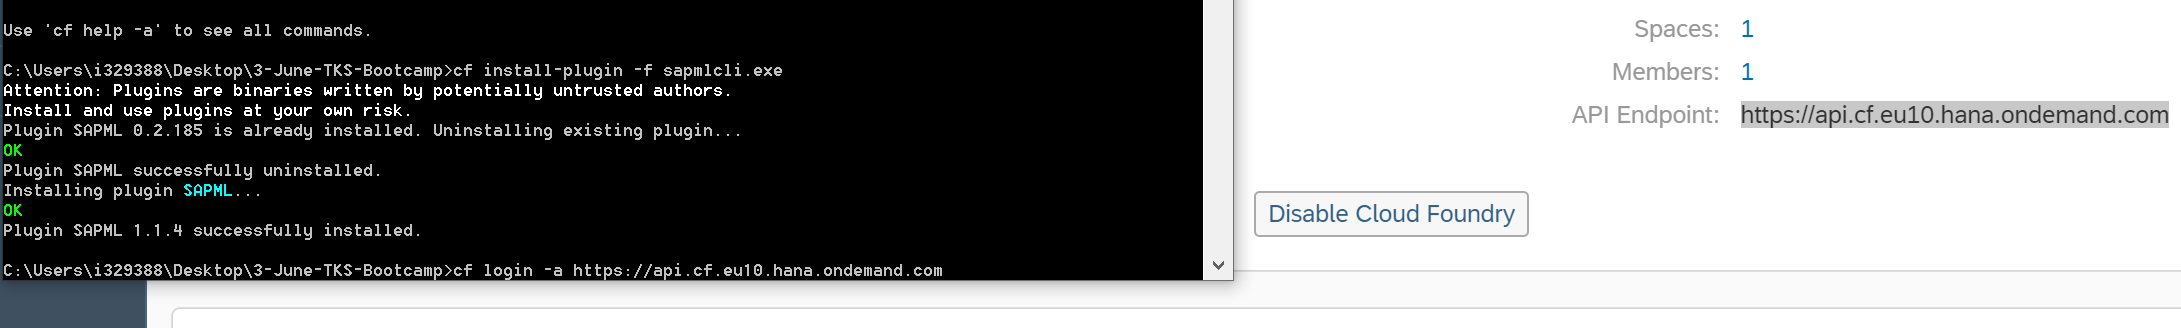 Use 'cf help -a' to see all commands.
C:\Users\i329388\Desktop\3-June-TKS-Bootcamp>cf install-plugin -f sapmlcli.exe
Attention: Plugins are binaries written by potentially untrusted authors.
Install and use plugins at your own risk.
Plugin SAPML 0.2.185 is already installed. Uninstalling existing plugin...
OK
Plugin SAPML successfully uninstalled.
Installing plugin SAPML...
OK
Plugin SAPML 1.1.4 successfully installed.
C:\Users\i329388\Desktop\3-June-TKS-Bootcamp>cf login -a https://api.cf.eu10.hana.ondemand.com
Spaces: 1
Members: 1
API Endpoint: https://api.cf.eu10.hana.ondemand.com
Disable Cloud Foundry